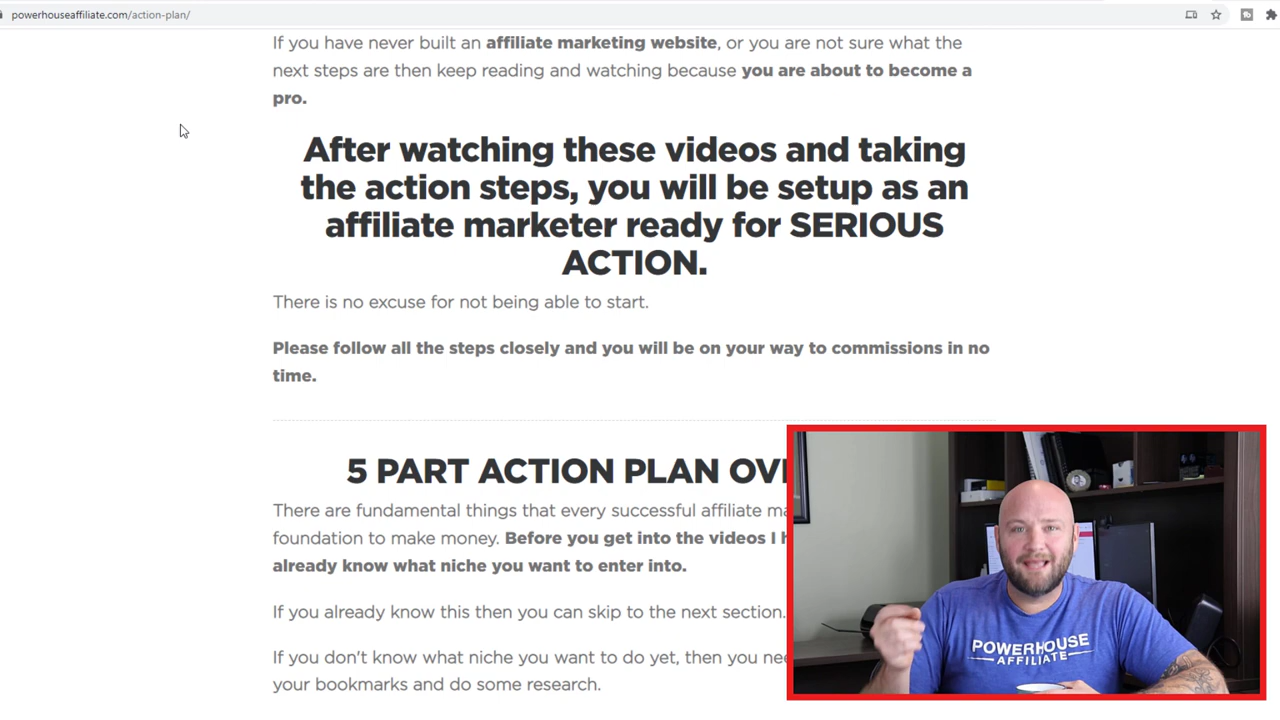 powerhouseaffiliate.com/action-plan/
If you have never built an affiliate marketing website, or you are not sure what the
next steps are then keep reading and watching because you are about to become a
pro.
After watching these videos and taking
the action steps, you will be setup as an
affiliate marketer ready for SERIOUS
ACTION.
There is no excuse for not being able to start.
Please follow all the steps closely and you will be on your way to commissions in no
time.
5 PART ACTION PLAN
There are fundamental things that every successful affiliate
foundation to make money. Before you get into the videos I
already know what niche you want to enter into.
If you already know this then you can skip to the next section.
If you don't know what niche you want to do yet, then you
your bookmarks and do some research.
POWERHOUSE
AFFILIATE